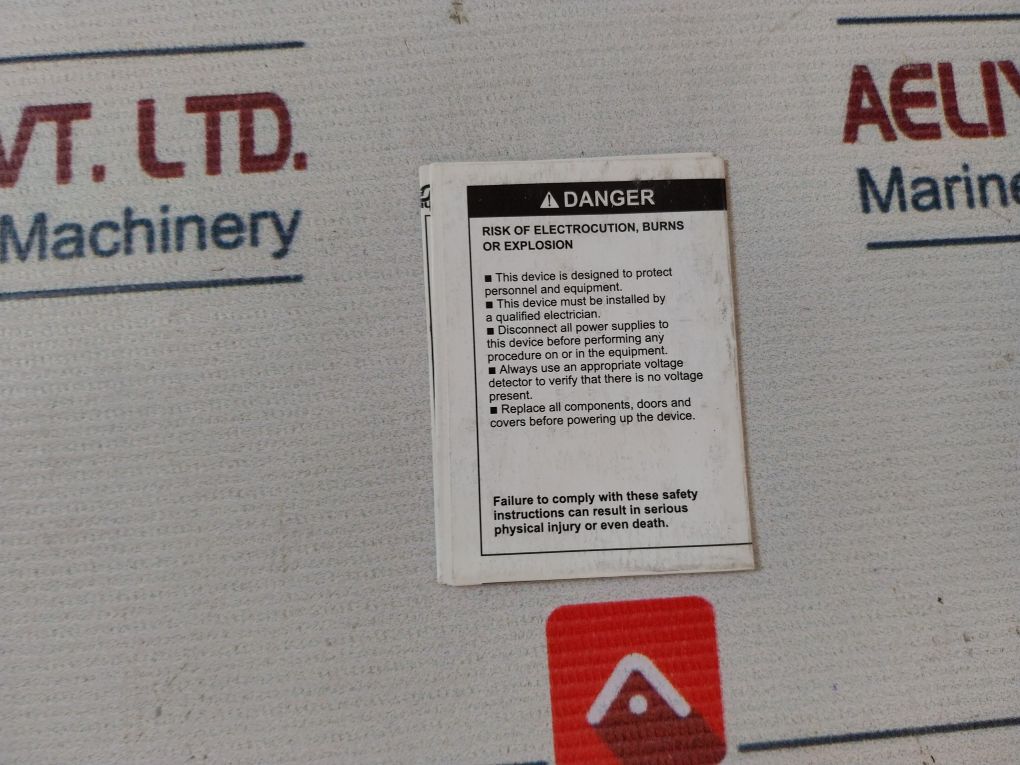 VT. LTD.
Machinery
AELIY
Marine
DANGER
RISK OF ELECTROCUTION, BURNS
OR EXPLOSION
■ This device is designed to protect
personnel and equipment.
■ This device must be installed by
a qualified electrician.
■ Disconnect all power supplies to
this device before performing any
procedure on or in the equipment.
■ Always use an appropriate voltage
detector to verify that there is no voltage
present.
■ Replace all components, doors and
covers before powering up the device.
Failure to comply with these safety
instructions can result in serious
physical injury or even death.